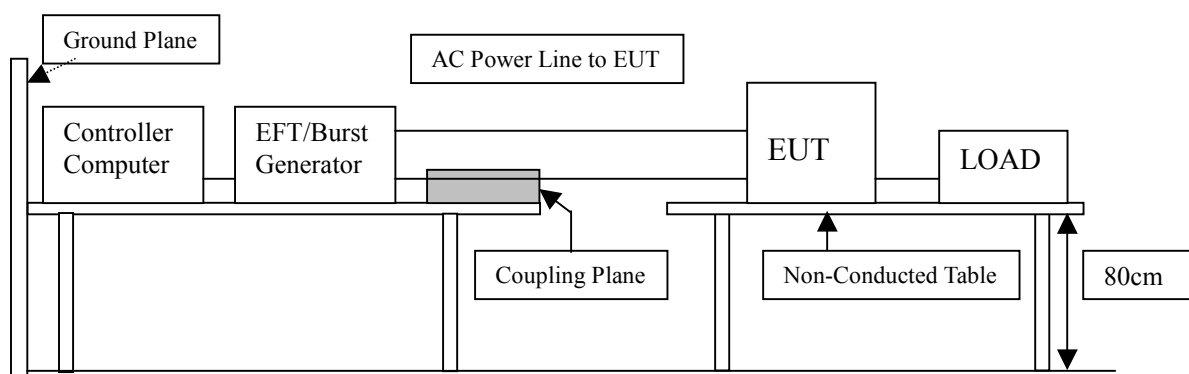 Ground Plane
AC Power Line to EUT
Controller
Computer
EFT/Burst
Generator
EUT
LOAD
Coupling Plane
Non-Conducted Table
80cm